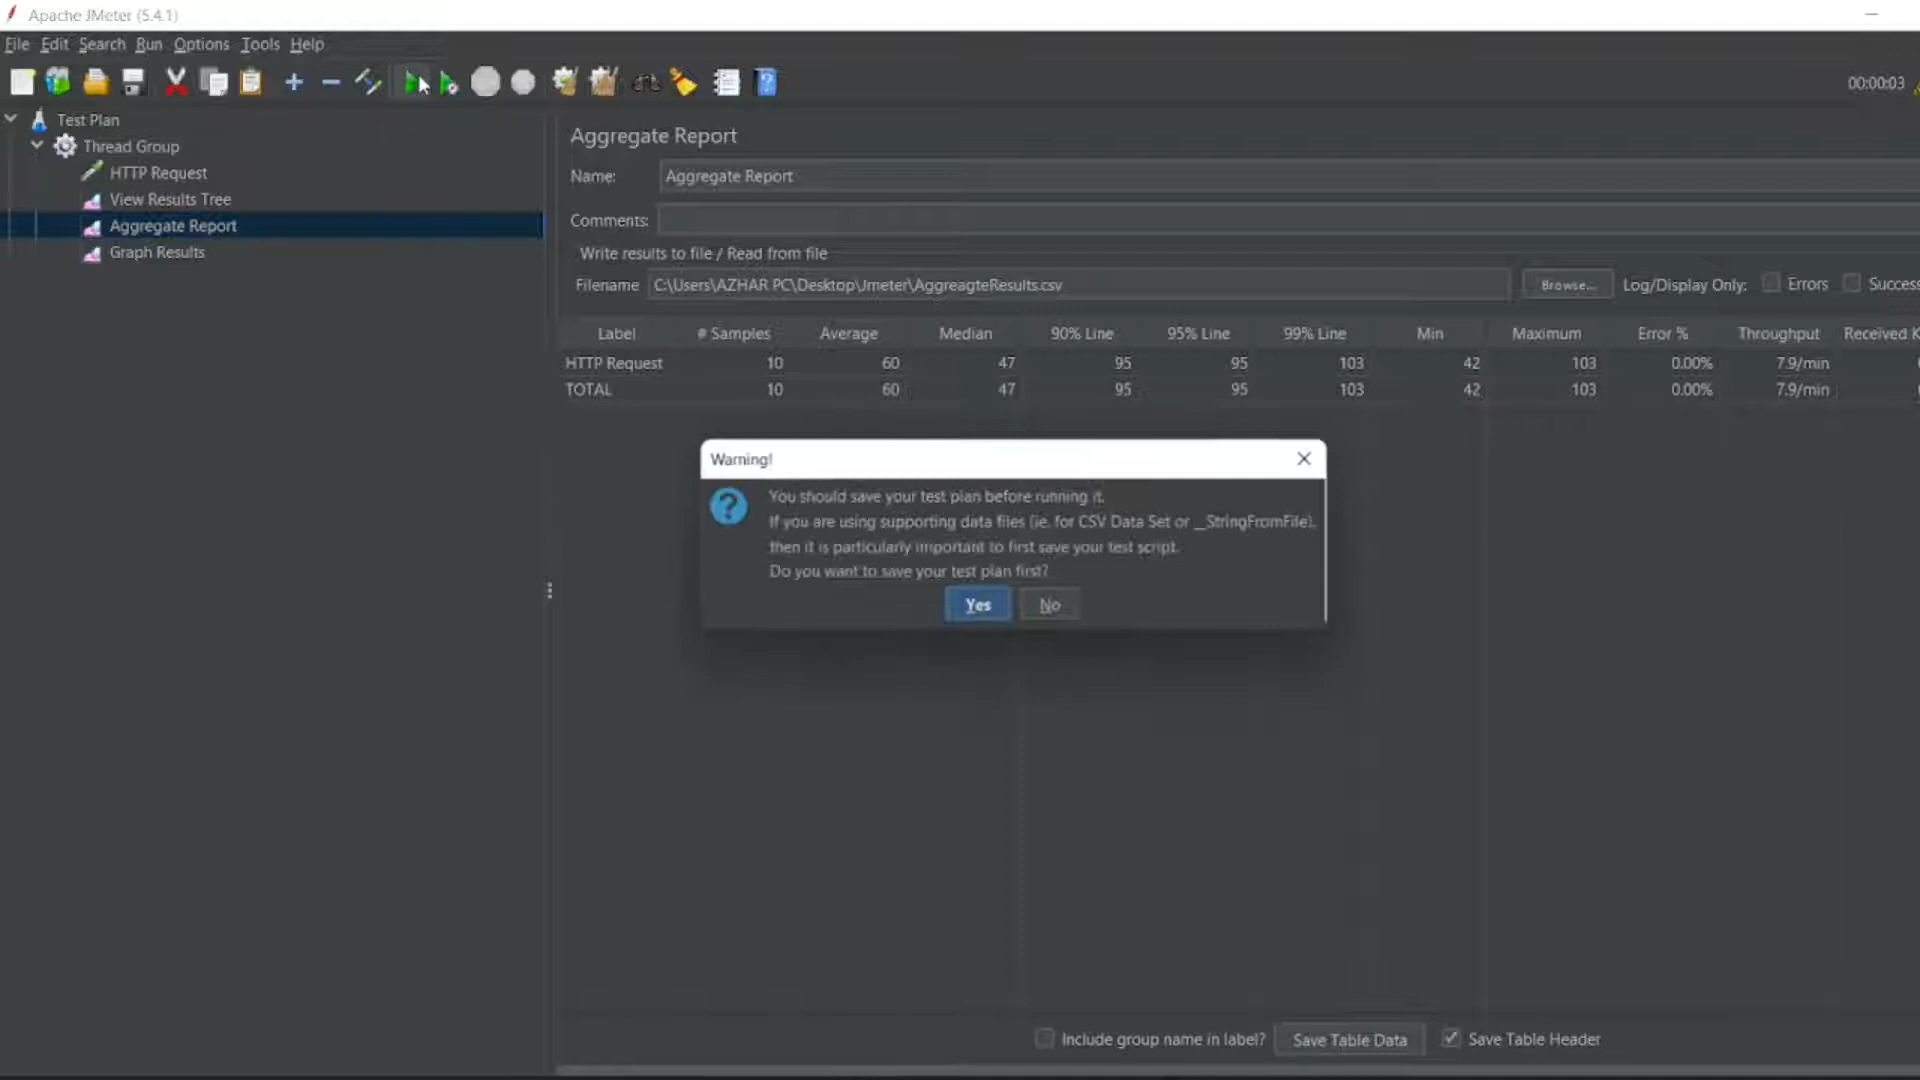 Apache JMeter (5.4.1)
File Edit Search Run Options Tools Help
00:00:03
Test Plan
Thread Group
HTTP Request
View Results Tree
Aggregate Report
Graph Results
Aggregate Report
Name: Aggregate Report
Comments:
Write results to file / Read from file
Filename C:\Users\AZHAR PC\Desktop\Jmeter\AggreagteResults.csv Browse... Log/Display Only: Errors Success
Label # Samples Average Median 90% Line 95% Line 99% Line Min Maximum Error % Throughput Received K
HTTP Request 10 60 47 95 95 103 42 103 0.00% 7.9/min
TOTAL 10 60 47 95 95 103 42 103 0.00% 7.9/min
Warning!
You should save your test plan before running it.
If you are using supporting data files (ie. for CSV Data Set or __StringFromFile),
then it is particularly important to first save your test script.
Do you want to save your test plan first?
Yes No
Include group name in label? Save Table Data Save Table Header